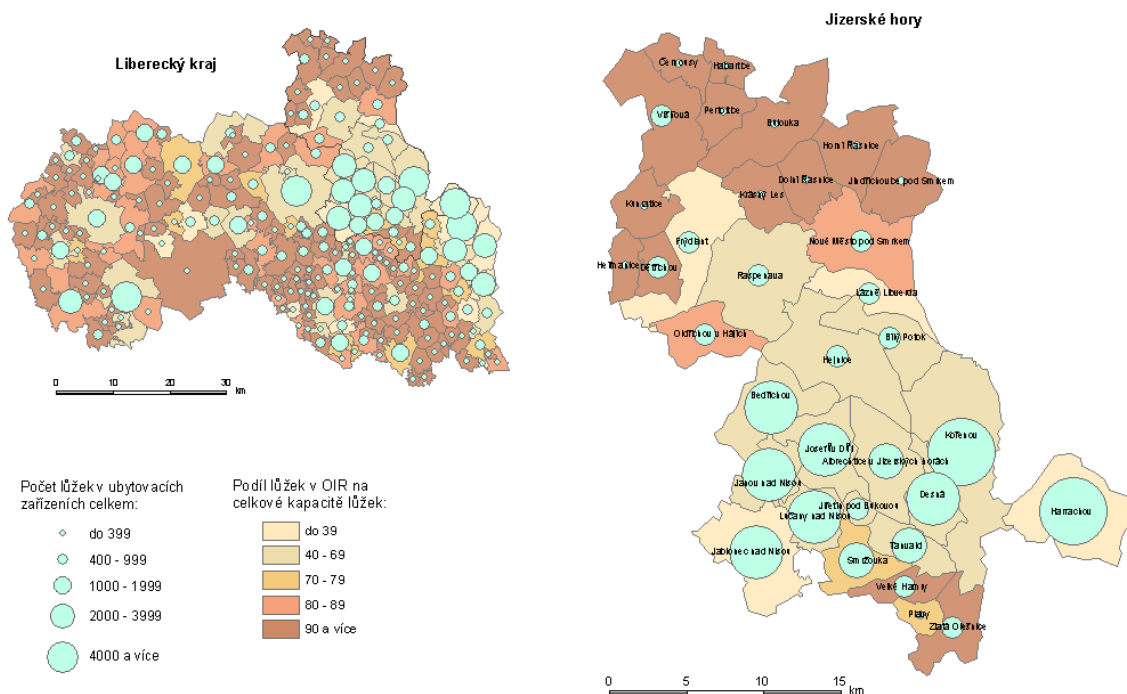 Liberecký kraj
0 10 20 30
km
Počet lůžek v ubytovacích
zařízeních celkem:
do 399
400 - 999
1000 - 1999
2000 - 3999
4000 a více
Podíl lůžek v OIR na
celkové kapacitě lůžek:
do 39
40 - 69
70 - 79
80 - 89
90 a více
Jizerské hory
Černousy
Habartice
Višňová
Pertoltice
Bulovka
Horní Řasnice
Dolní Řasnice
Jindřichovice pod Smrkem
Krásný Les
Kunratice
Frýdlant
Nové Město pod Smrkem
Heřmanice
Dětřichov
Raspenava
Lázně Libverda
Oldřichov v Hájích
Bílý Potok
Hejnice
Bedřichov
Kořenov
Josefův Důl
Albrechtice v Jizerských horách
Janov nad Nisou
Desná
Jiřetín pod Bukovou
Lučany nad Nisou
Harrachov
Jablonec nad Nisou
Tanvald
Smržovka
Velké Hamry
Plavy
Zlatá Olešnice
0 5 10 15
km